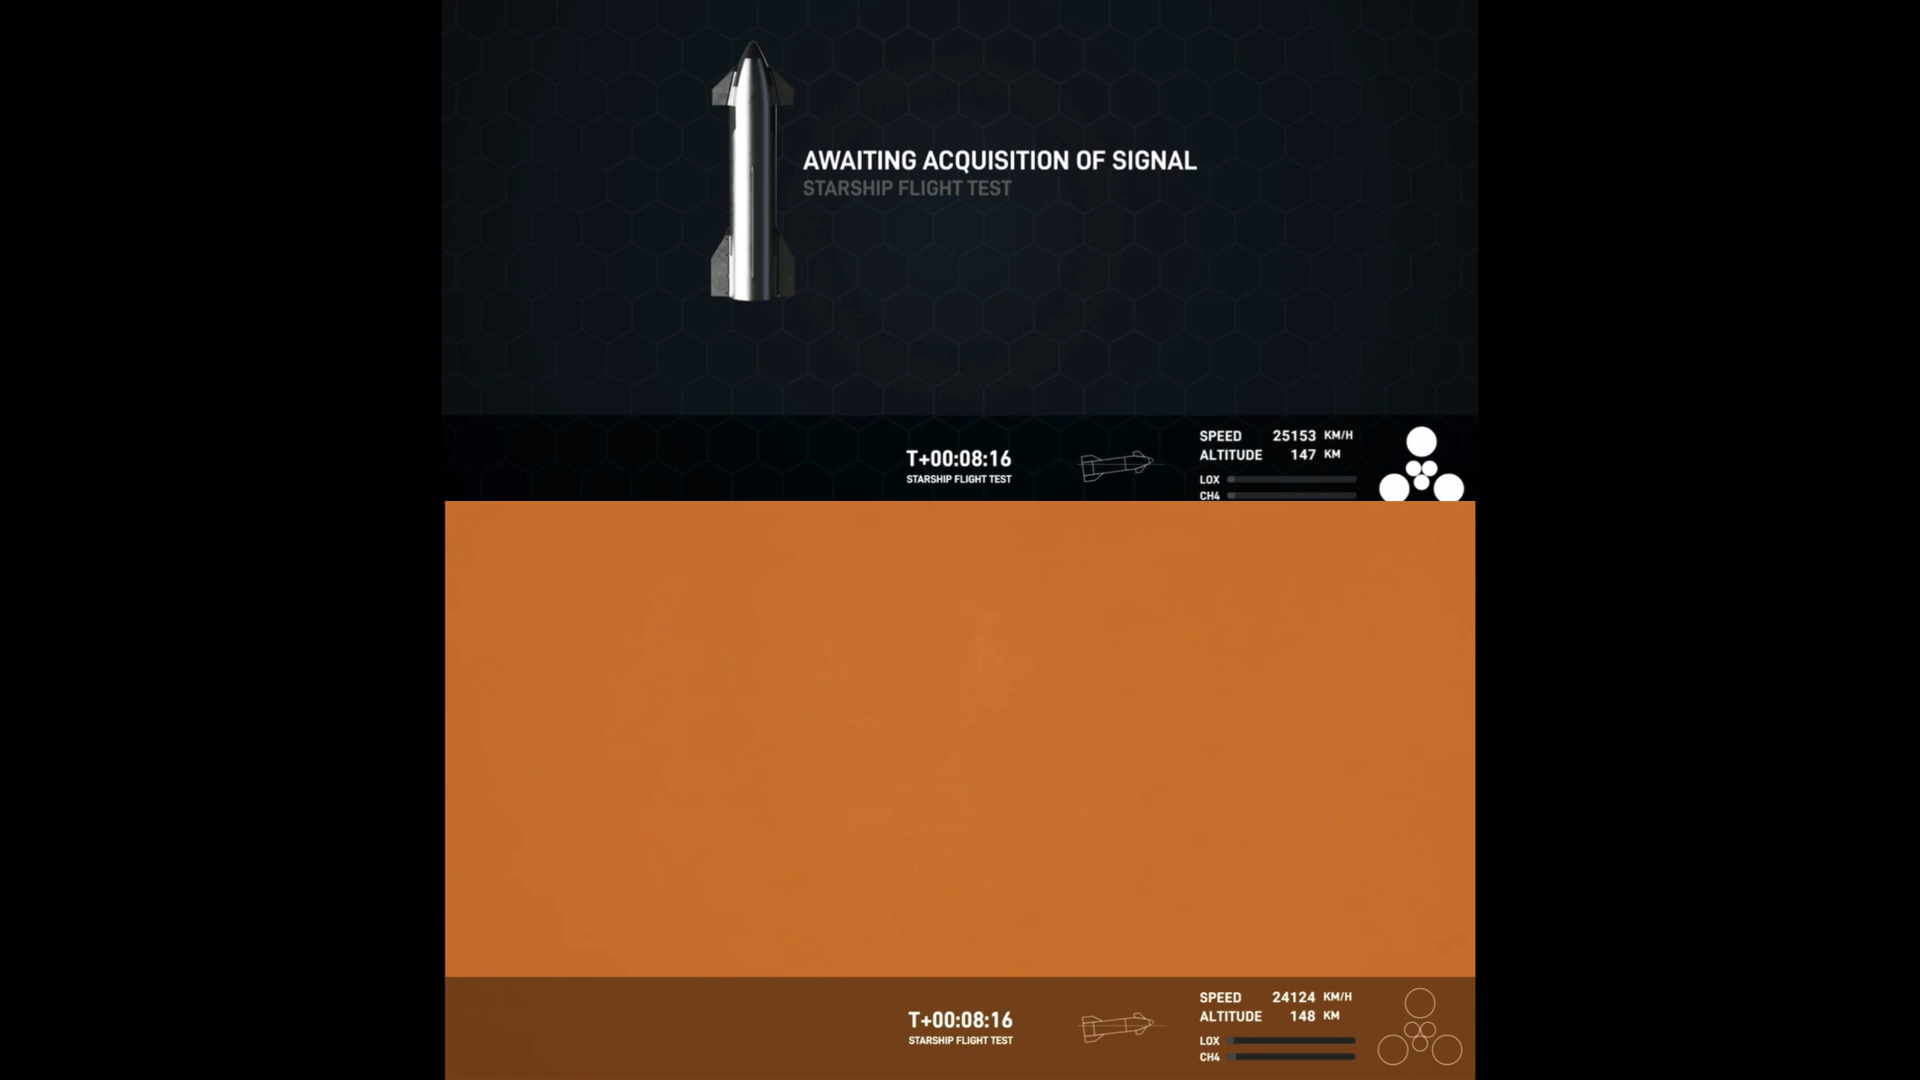 AWAITING ACQUISITION OF SIGNAL
STARSHIP FLIGHT TEST
T+00:08:16
STARSHIP FLIGHT TEST
SPEED 25153 KM/H
ALTITUDE 147 KM
LOX
CH4
T+00:08:16
STARSHIP FLIGHT TEST
SPEED 24124 KM/H
ALTITUDE 148 KM
LOX
CH4